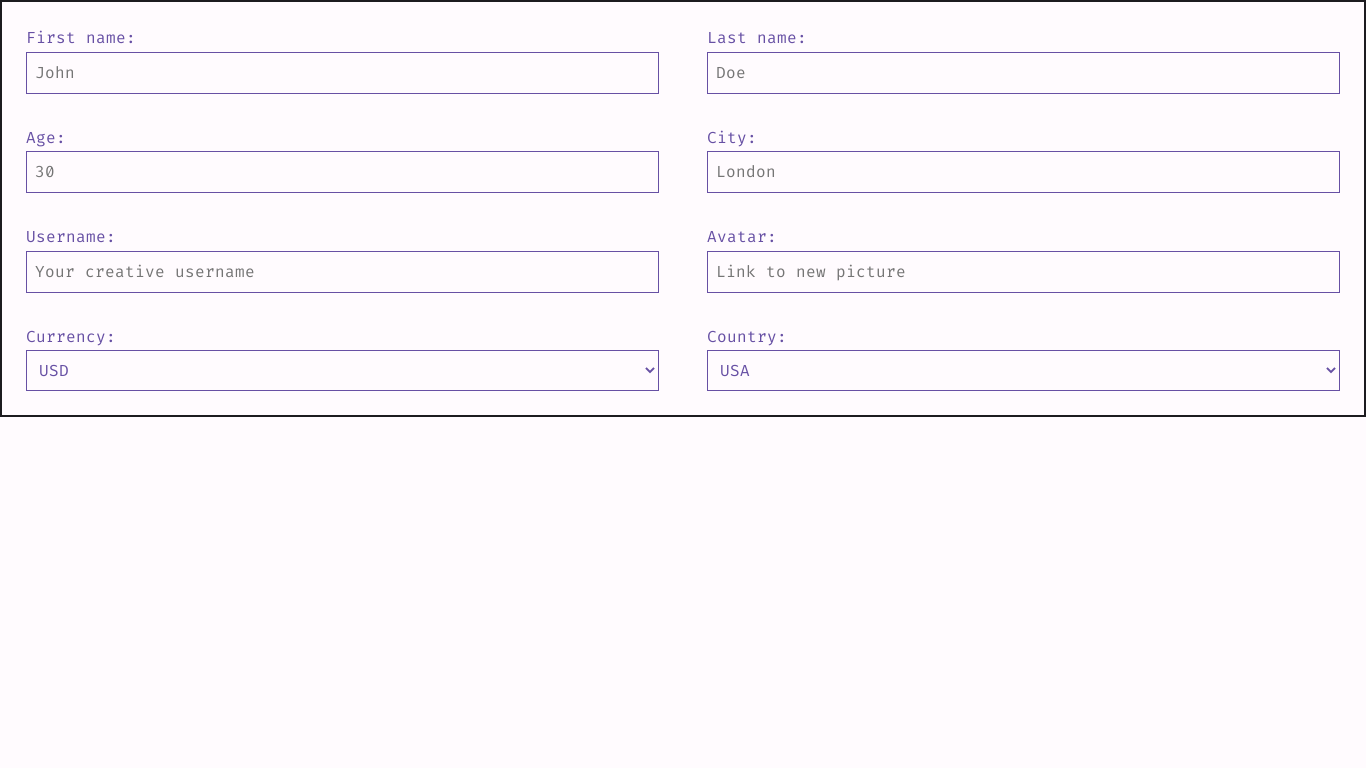 First name:
Last name:
John
Doe
Age:
City:
30
London
Username:
Avatar:
Your creative username
Link to new picture
Currency:
Country:
USD
USA